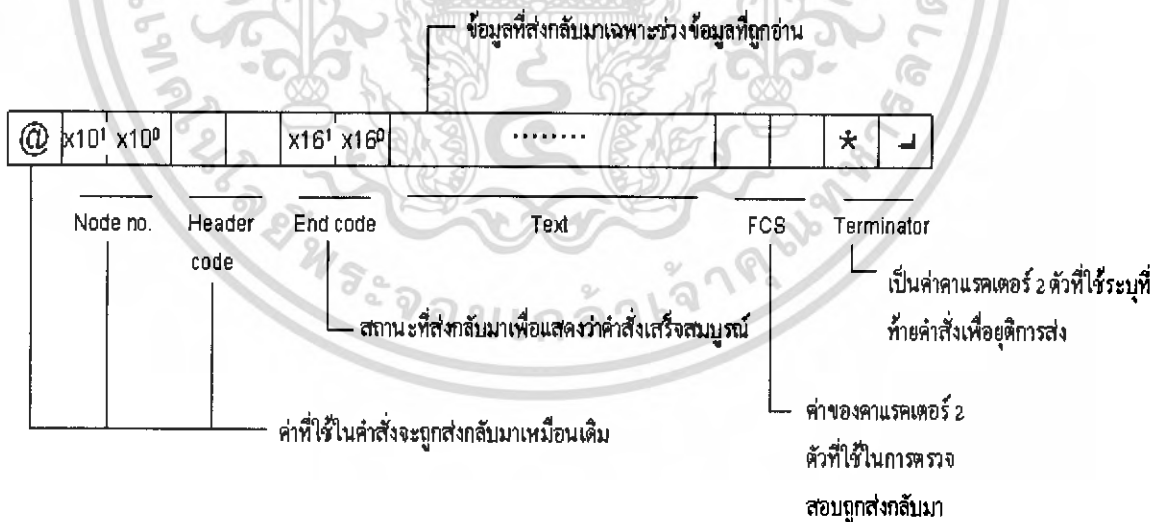 ข้อมูลที่ส่งกลับมาเฉพาะช่วงข้อมูลที่ถูกอ่าน
@ x10¹ x10⁰ x16¹ x16⁰ ........ * ↵
Node no. Header code End code Text FCS Terminator
เป็นค่าคาแรคเตอร์ 2 ตัวที่ใช้ระบุที่
ท้ายคำสั่งเพื่อยุติการส่ง
สถานะที่ส่งกลับมาเพื่อแสดงว่าคำสั่งเสร็จสมบูรณ์
ค่าของคาแรคเตอร์ 2
ตัวที่ใช้ในการตรวจ
สอบถูกส่งกลับมา
ค่าที่ใช้ในคำสั่งจะถูกส่งกลับมาเหมือนเดิม